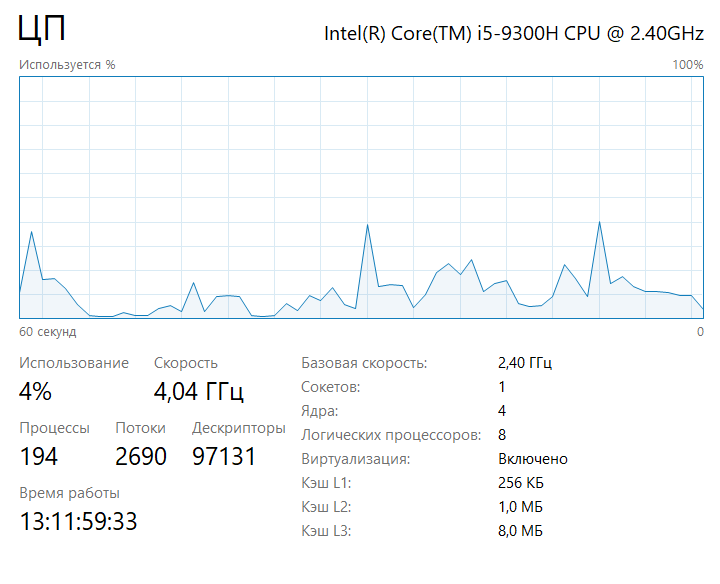 ЦП
Intel(R) Core(TM) i5-9300H CPU @ 2.40GHz
Используется %
100%
60 секунд
0
Использование
Скорость
4%
4,04 ГГц
Процессы
Потоки
Дескрипторы
194
2690
97131
Время работы
13:11:59:33
Базовая скорость: 2,40 ГГц
Сокетов: 1
Ядра: 4
Логических процессоров: 8
Виртуализация: Включено
Кэш L1: 256 КБ
Кэш L2: 1,0 МБ
Кэш L3: 8,0 МБ